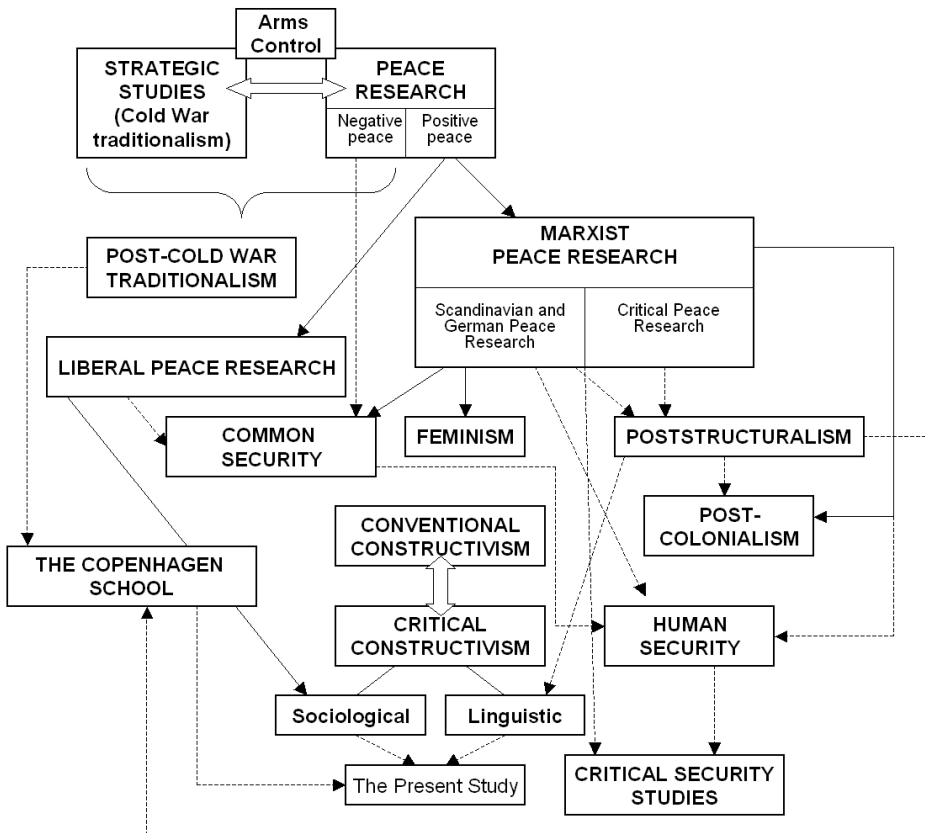 Arms
Control
STRATEGIC
STUDIES
(Cold War
traditionalism)
PEACE
RESEARCH
Negative
peace
Positive
peace
POST-COLD WAR
TRADITIONALISM
MARXIST
PEACE RESEARCH
Scandinavian and
German Peace
Research
Critical Peace
Research
LIBERAL PEACE RESEARCH
COMMON
SECURITY
FEMINISM
POSTSTRUCTURALISM
POST-
COLONIALISM
CONVENTIONAL
CONSTRUCTIVISM
THE COPENHAGEN
SCHOOL
CRITICAL
CONSTRUCTIVISM
HUMAN
SECURITY
Sociological
Linguistic
The Present Study
CRITICAL SECURITY
STUDIES